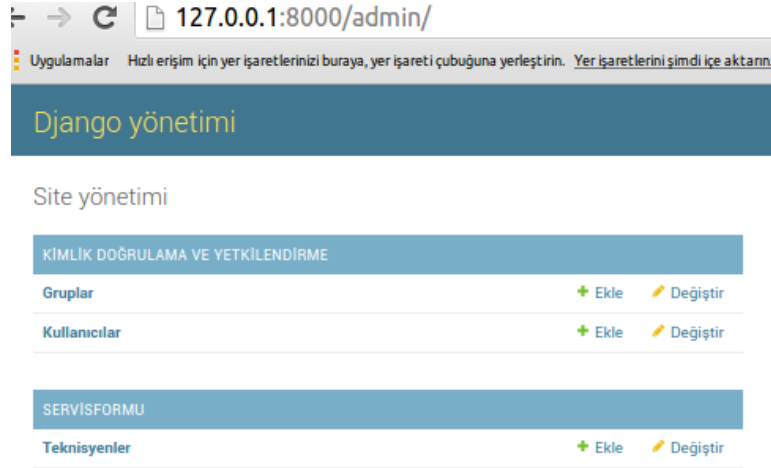 127.0.0.1:8000/admin/
Uygulamalar Hızlı erişim için yer işaretlerinizi buraya, yer işareti çubuğuna yerleştirin. Yer işaretlerini şimdi içe aktarın.
Django yönetimi
Site yönetimi
KİMLİK DOĞRULAMA VE YETKİLENDİRME
Gruplar Ekle Değiştir
Kullanıcılar Ekle Değiştir
SERVİSFORMU
Teknisyenler Ekle Değiştir